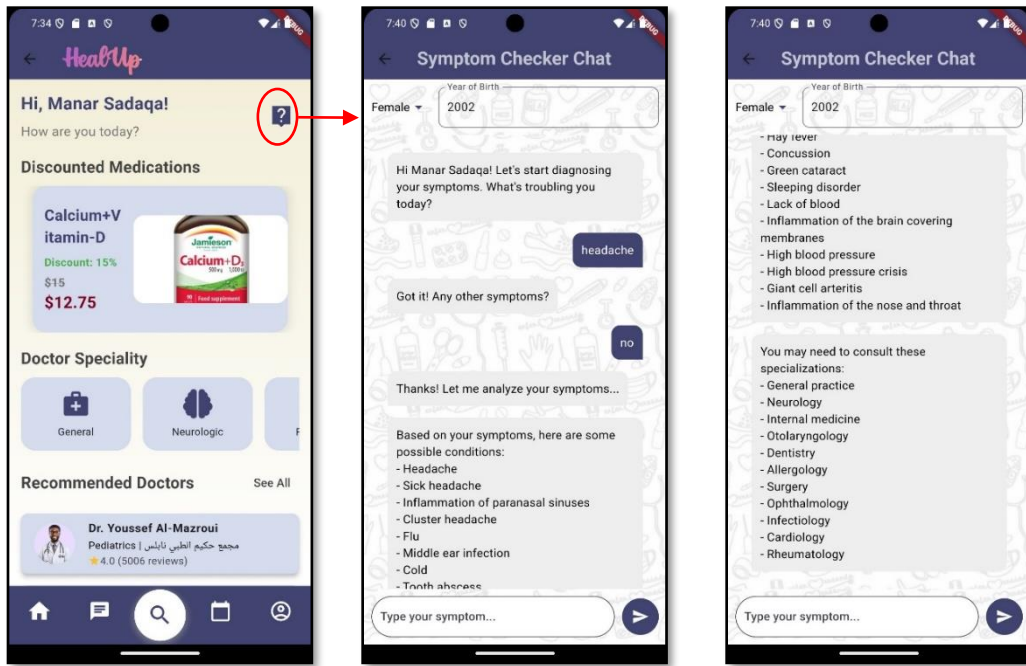 7:34
BUG
HealUp
Hi, Manar Sadaqa!
How are you today?
Discounted Medications
Calcium+V
itamin-D
Discount: 15%
$15
$12.75
Jamieson
Calcium+D₃
Food supplement
Doctor Speciality
General
Neurologic
Recommended Doctors
See All
Dr. Youssef Al-Mazroui
Pediatrics | مجمع حكيم الطبي نابلس
4.0 (5006 reviews)
7:40
BUG
Symptom Checker Chat
Female
Year of Birth
2002
Hi Manar Sadaqa! Let's start diagnosing
your symptoms. What's troubling you
today?
headache
Got it! Any other symptoms?
no
Thanks! Let me analyze your symptoms...
Based on your symptoms, here are some
possible conditions:
- Headache
- Sick headache
- Inflammation of paranasal sinuses
- Cluster headache
- Flu
- Middle ear infection
- Cold
- Tooth abscess
Type your symptom...
7:40
BUG
Symptom Checker Chat
Female
Year of Birth
2002
- Hay fever
- Concussion
- Green cataract
- Sleeping disorder
- Lack of blood
- Inflammation of the brain covering
membranes
- High blood pressure
- High blood pressure crisis
- Giant cell arteritis
- Inflammation of the nose and throat
You may need to consult these
specializations:
- General practice
- Neurology
- Internal medicine
- Otolaryngology
- Dentistry
- Allergology
- Surgery
- Ophthalmology
- Infectiology
- Cardiology
- Rheumatology
Type your symptom...